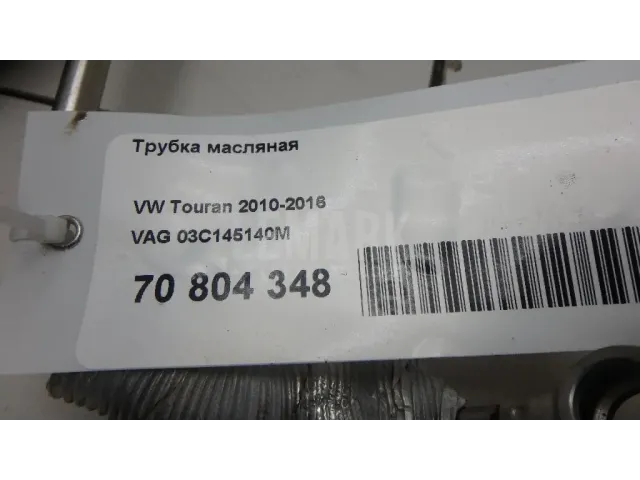 Трубка масляная
VW Touran 2010-2016
VAG 03C145140M
70 804 348